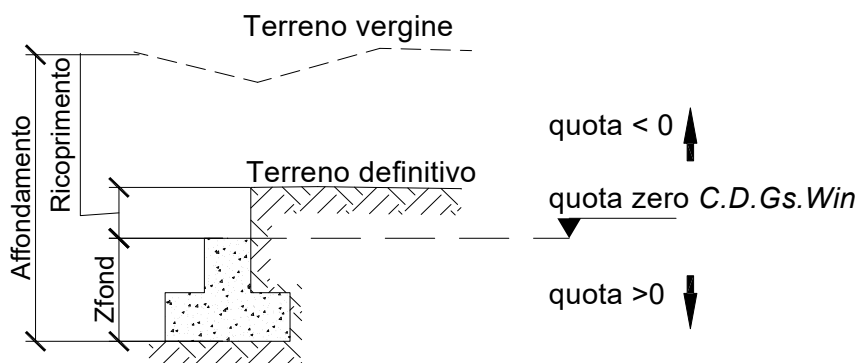 Terreno vergine
Affondamento
Ricoprimento
quota < 0
Terreno definitivo
quota zero C.D.Gs.Win
Zfond
quota >0